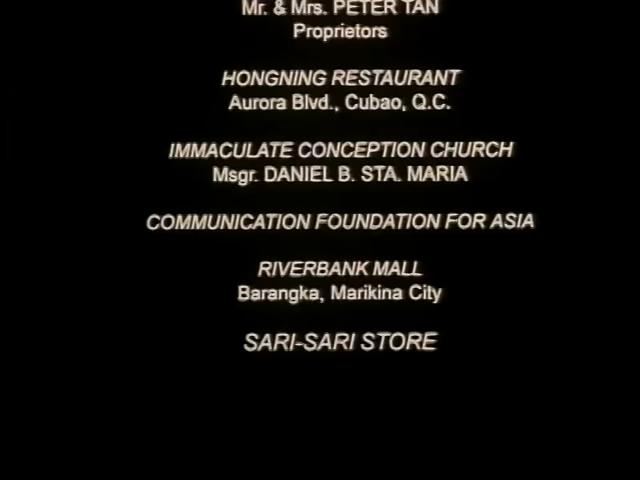 Mr. & Mrs. PETER TAN
Proprietors
HONGNING RESTAURANT
Aurora Blvd., Cubao, Q.C.
IMMACULATE CONCEPTION CHURCH
Msgr. DANIEL B. STA. MARIA
COMMUNICATION FOUNDATION FOR ASIA
RIVERBANK MALL
Barangka, Marikina City
SARI-SARI STORE